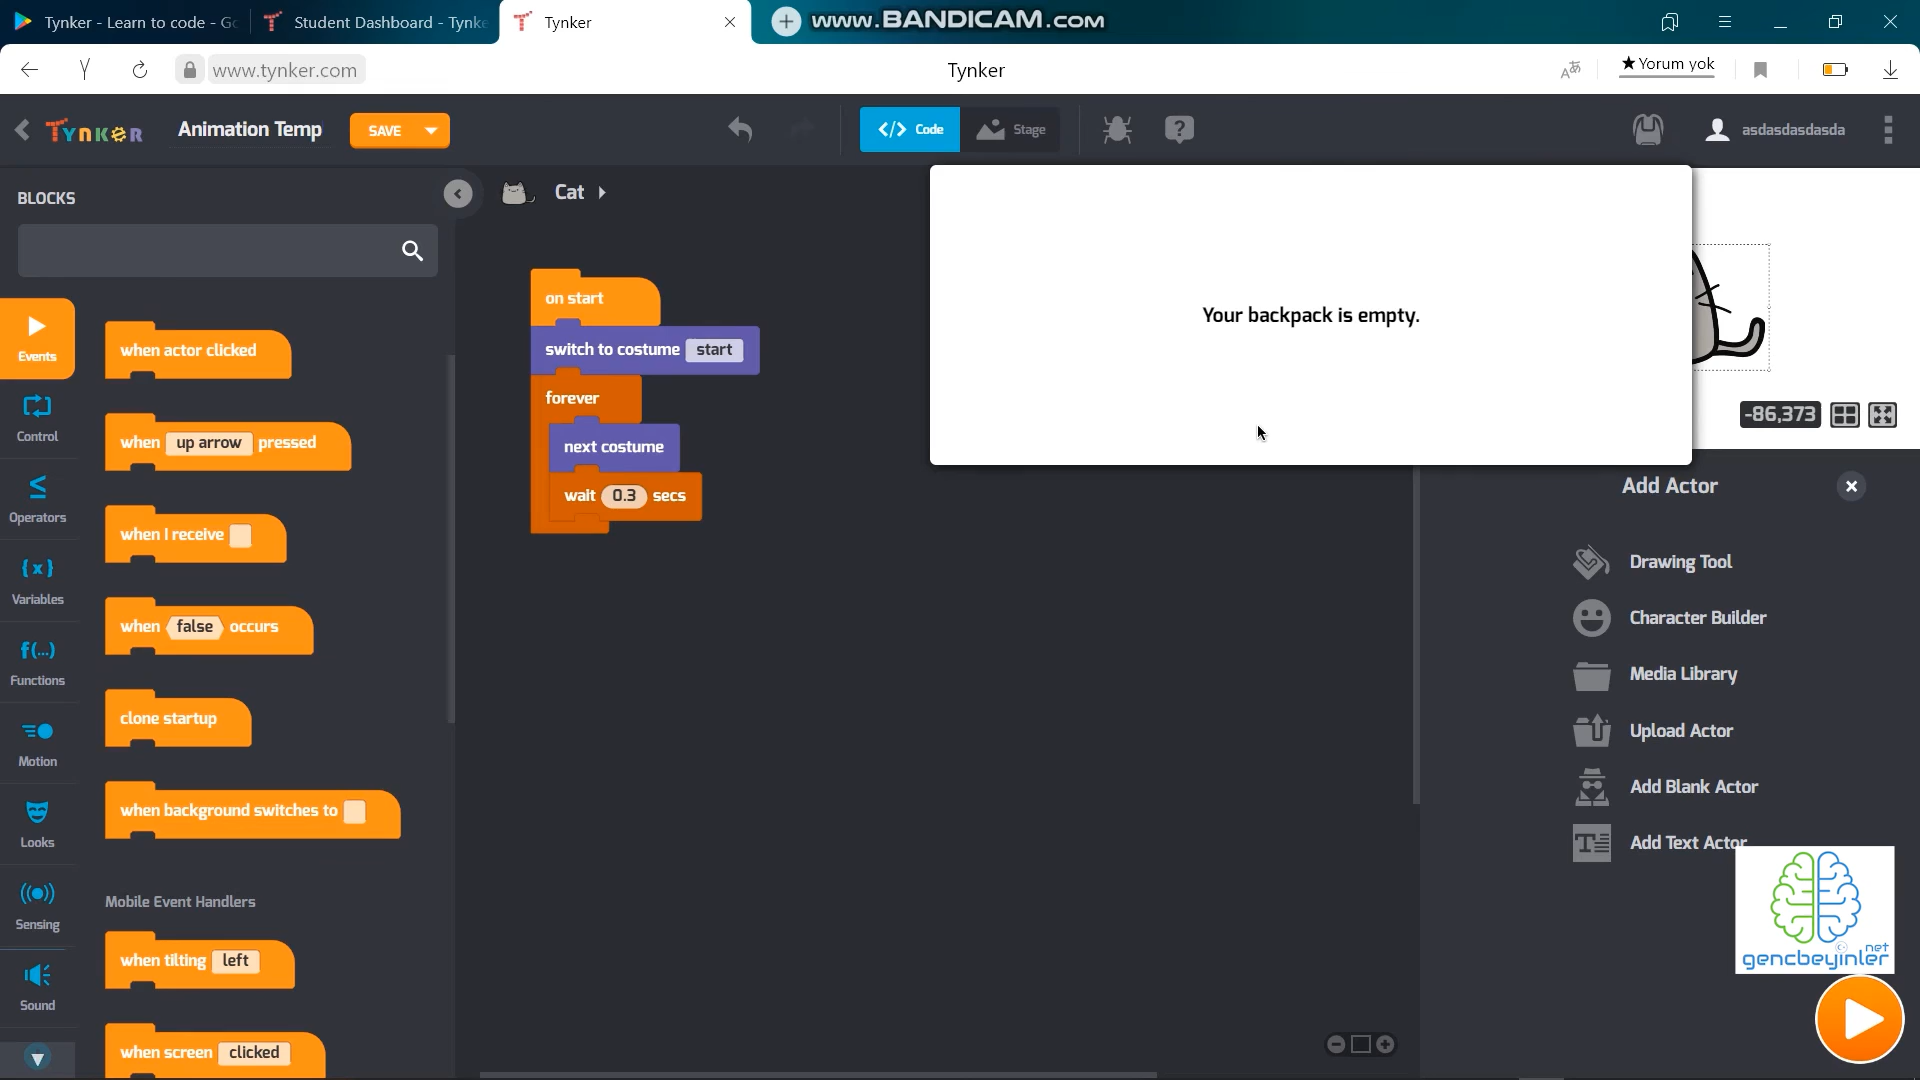 Tynker - Learn to code - Go
Student Dashboard - Tynke
Tynker
www.BANDICAM.com
www.tynker.com
Tynker
Aあ
★Yorum yok
TYNKER
Animation Temp
SAVE
</> Code
Stage
?
asdasdasdasda
BLOCKS
Cat
Events
Control
Operators
{x}
Variables
f(...)
Functions
Motion
Looks
Sensing
Sound
when actor clicked
when up arrow pressed
when I receive
when false occurs
clone startup
when background switches to
Mobile Event Handlers
when tilting left
when screen clicked
on start
switch to costume start
forever
next costume
wait 0.3 secs
Your backpack is empty.
-86,373
Add Actor
Drawing Tool
Character Builder
Media Library
Upload Actor
Add Blank Actor
Add Text Actor
net
gencbeyinler